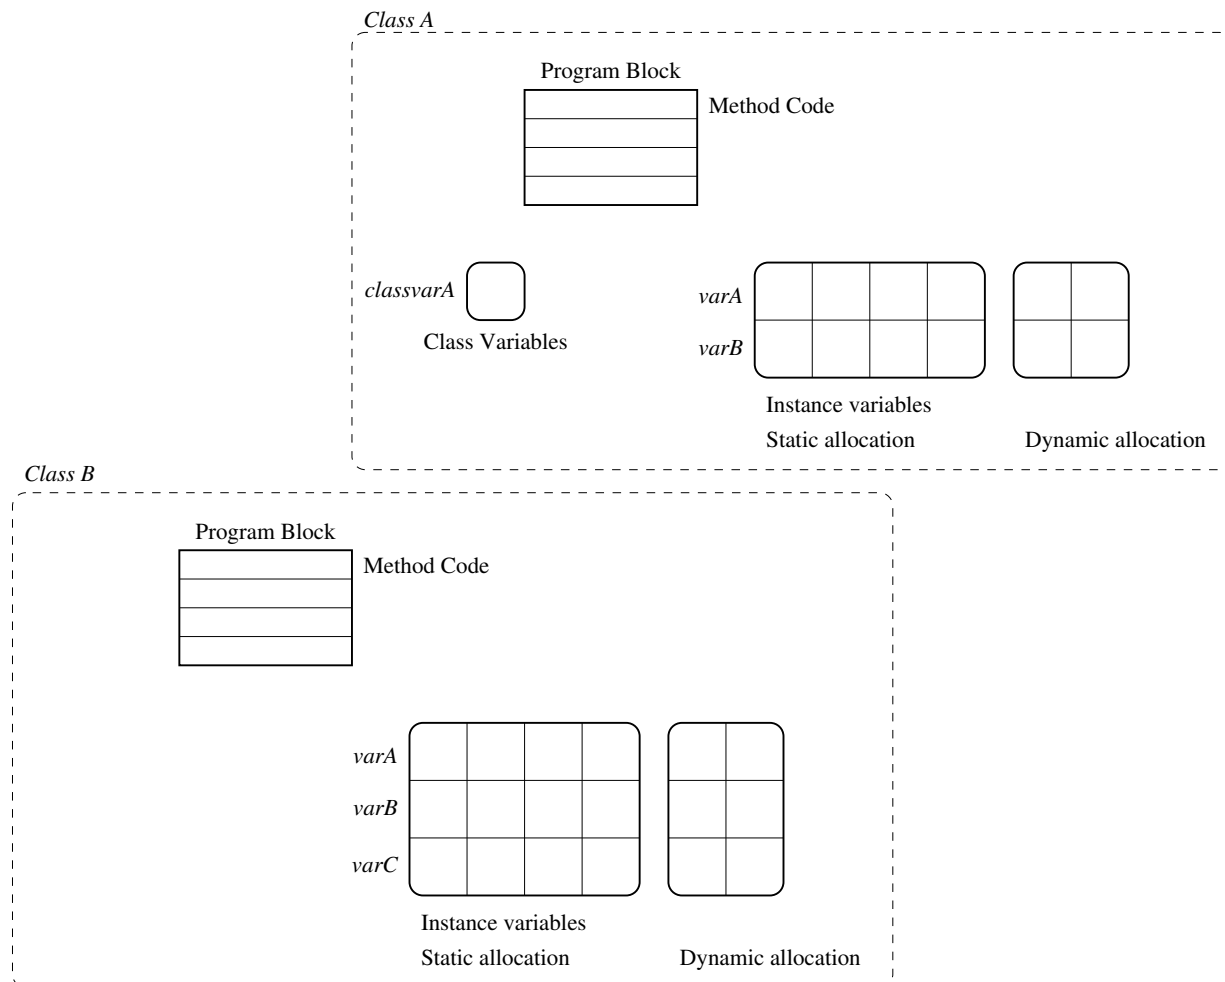 Class A
Program Block
Method Code
classvarA
Class Variables
varA
varB
Instance variables
Static allocation
Dynamic allocation
Class B
Program Block
Method Code
varA
varB
varC
Instance variables
Static allocation
Dynamic allocation